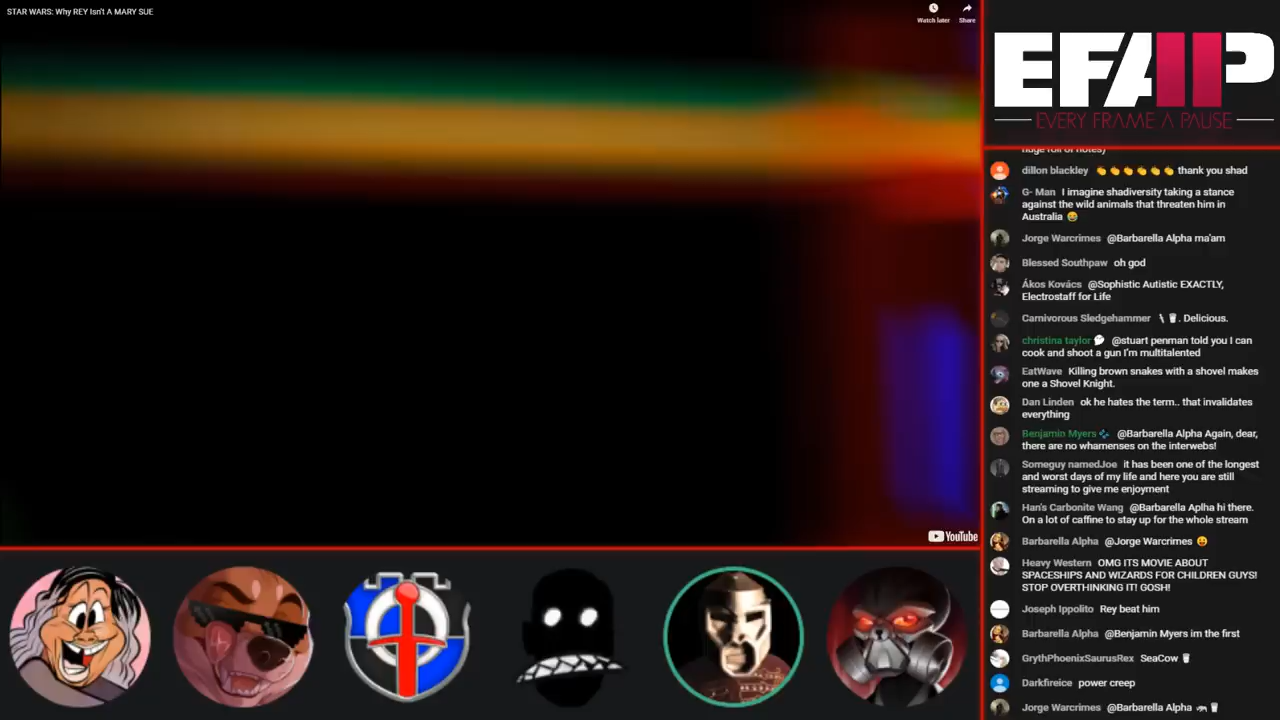 STAR WARS: Why REY Isn't A MARY SUE
Watch later
Share
YouTube
EFAP
EVERY FRAME A PAUSE
huge roll of notes)
dillon blackley 👏👏👏👏👏👏 thank you shad
G- Man I imagine shadiversity taking a stance
against the wild animals that threaten him in
Australia 😂
Jorge Warcrimes @Barbarella Alpha ma'am
Blessed Southpaw oh god
Ákos Kovács @Sophistic Autistic EXACTLY,
Electrostaff for Life
Carnivorous Sledgehammer 🥛. Delicious.
christina taylor @stuart penman told you I can
cook and shoot a gun I'm multitalented
EatWave Killing brown snakes with a shovel makes
one a Shovel Knight.
Dan Linden ok he hates the term.. that invalidates
everything
Benjamin Myers @Barbarella Alpha Again, dear,
there are no whamenses on the interwebs!
Someguy namedJoe it has been one of the longest
and worst days of my life and here you are still
streaming to give me enjoyment
Han's Carbonite Wang @Barbarella Aplha hi there.
On a lot of caffine to stay up for the whole stream
Barbarella Alpha @Jorge Warcrimes 😛
Heavy Western OMG ITS MOVIE ABOUT
SPACESHIPS AND WIZARDS FOR CHILDREN GUYS!
STOP OVERTHINKING IT! GOSH!
Joseph Ippolito Rey beat him
Barbarella Alpha @Benjamin Myers im the first
GrythPhoenixSaurusRex SeaCow 🥛
Darkfireice power creep
Jorge Warcrimes @Barbarella Alpha 🥛